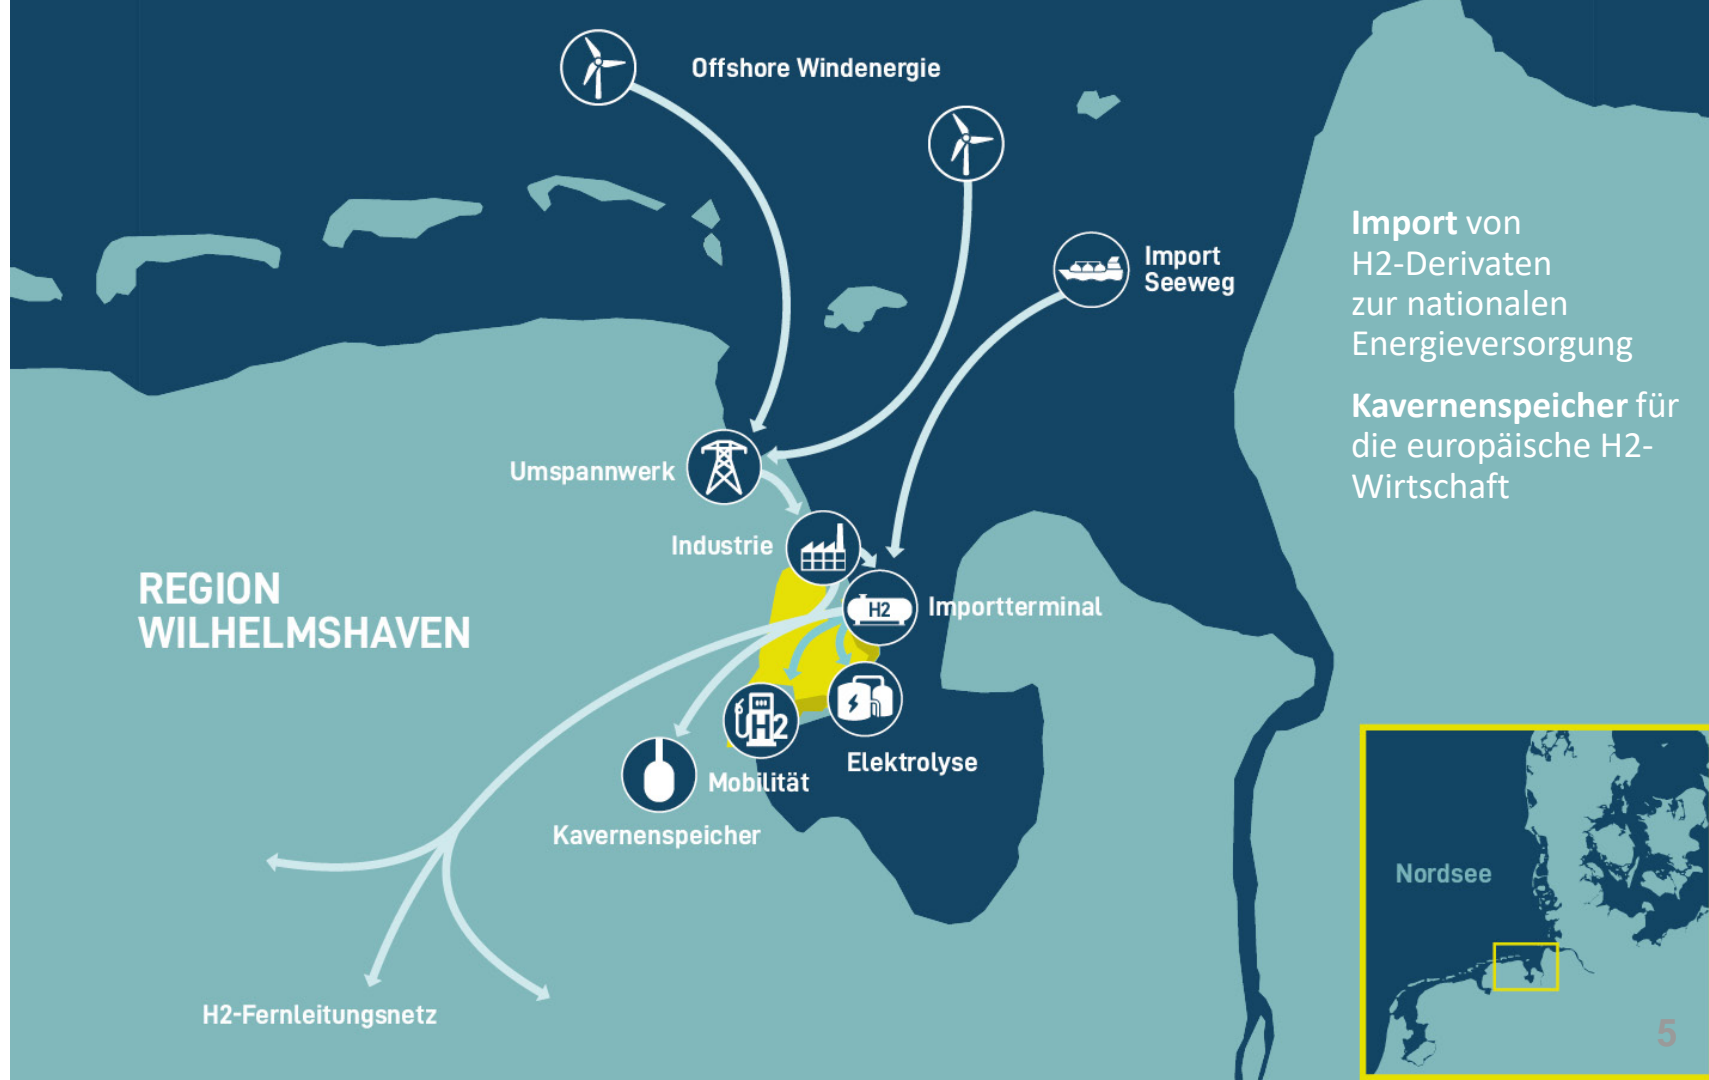 Offshore Windenergie
Import
Seeweg
Import von
H2-Derivaten
zur nationalen
Energieversorgung
Kavernenspeicher für
die europäische H2-
Wirtschaft
Umspannwerk
Industrie
REGION
WILHELMSHAVEN
H2
Importterminal
H2
Elektrolyse
Mobilität
Kavernenspeicher
Nordsee
H2-Fernleitungsnetz
5